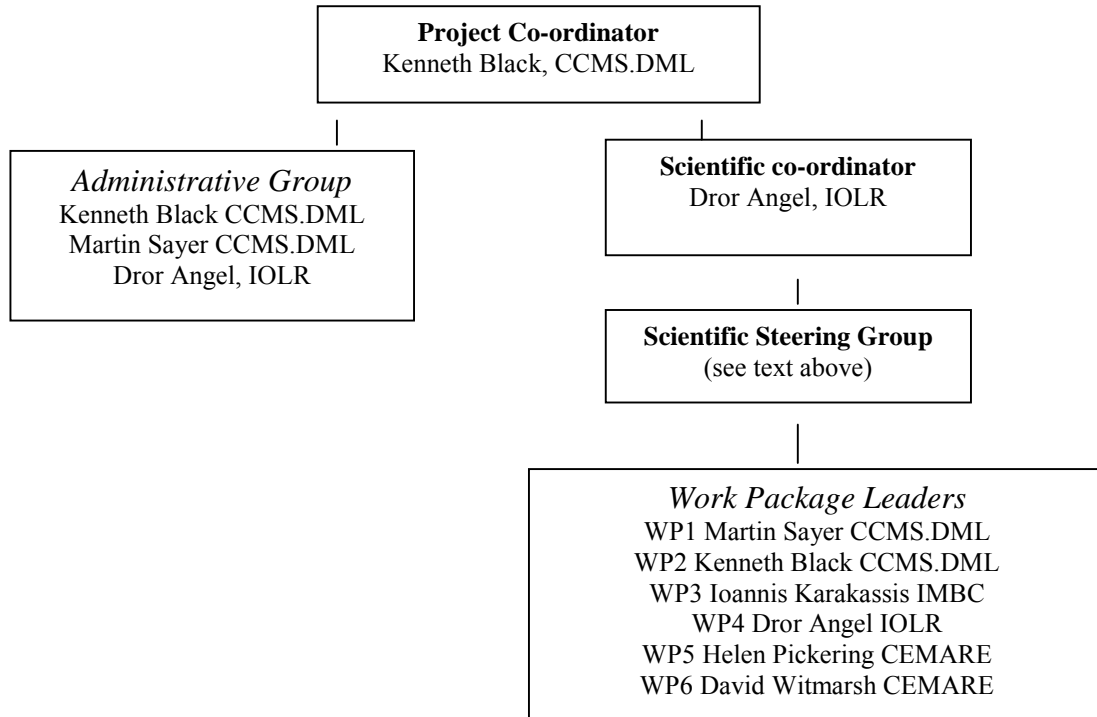 Project Co-ordinator
Kenneth Black, CCMS.DML
Administrative Group
Kenneth Black CCMS.DML
Martin Sayer CCMS.DML
Dror Angel, IOLR
Scientific co-ordinator
Dror Angel, IOLR
Scientific Steering Group
(see text above)
Work Package Leaders
WP1 Martin Sayer CCMS.DML
WP2 Kenneth Black CCMS.DML
WP3 Ioannis Karakassis IMBC
WP4 Dror Angel IOLR
WP5 Helen Pickering CEMARE
WP6 David Witmarsh CEMARE